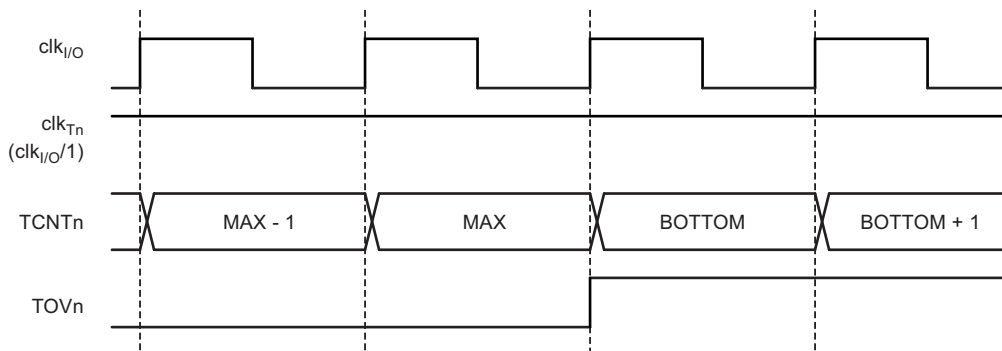 clkI/O
clkTn
(clkI/O/1)
TCNTn MAX - 1 MAX BOTTOM BOTTOM + 1
TOVn